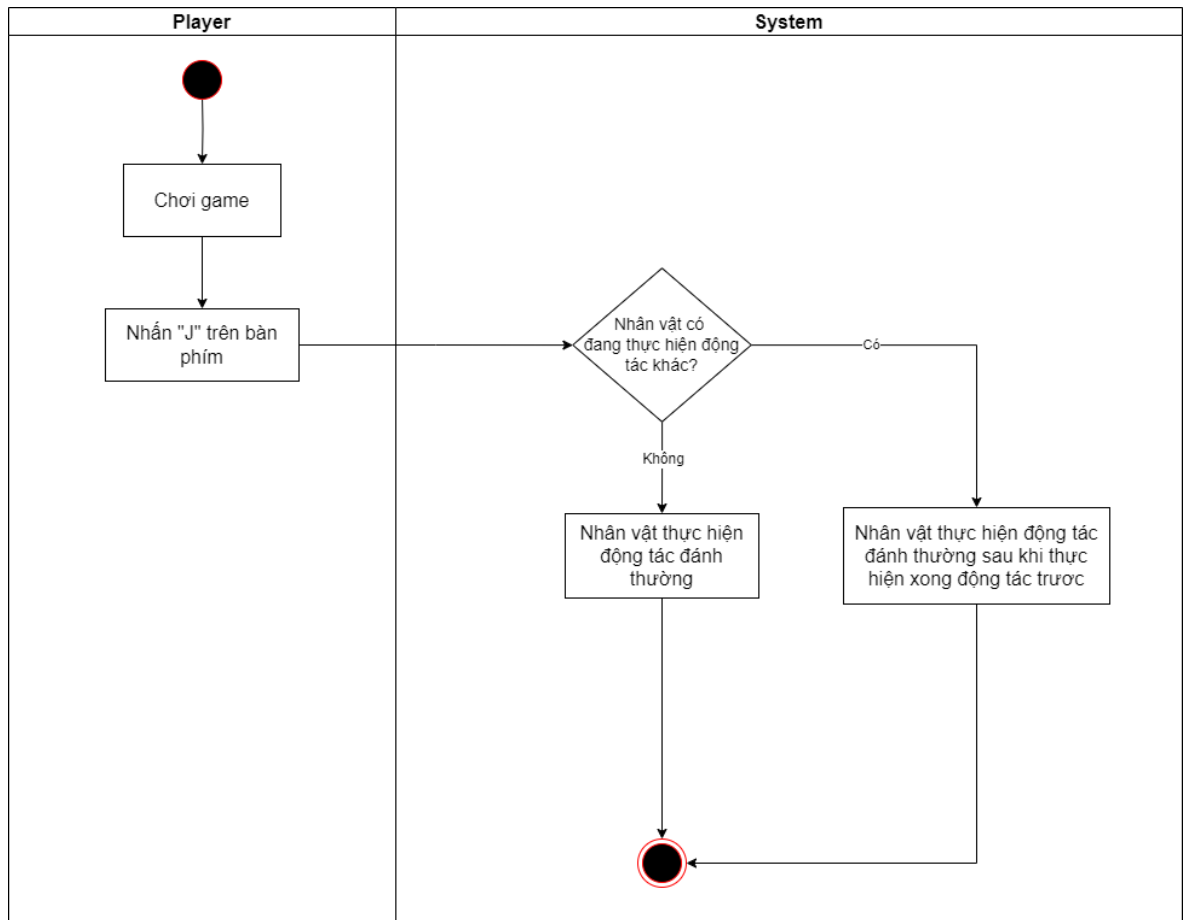 Player
System
Chơi game
Nhấn "J" trên bàn
phím
Nhân vật có
đang thực hiện động
tác khác?
Có
Không
Nhân vật thực hiện
động tác đánh
thường
Nhân vật thực hiện động tác
đánh thường sau khi thực
hiện xong động tác trươc